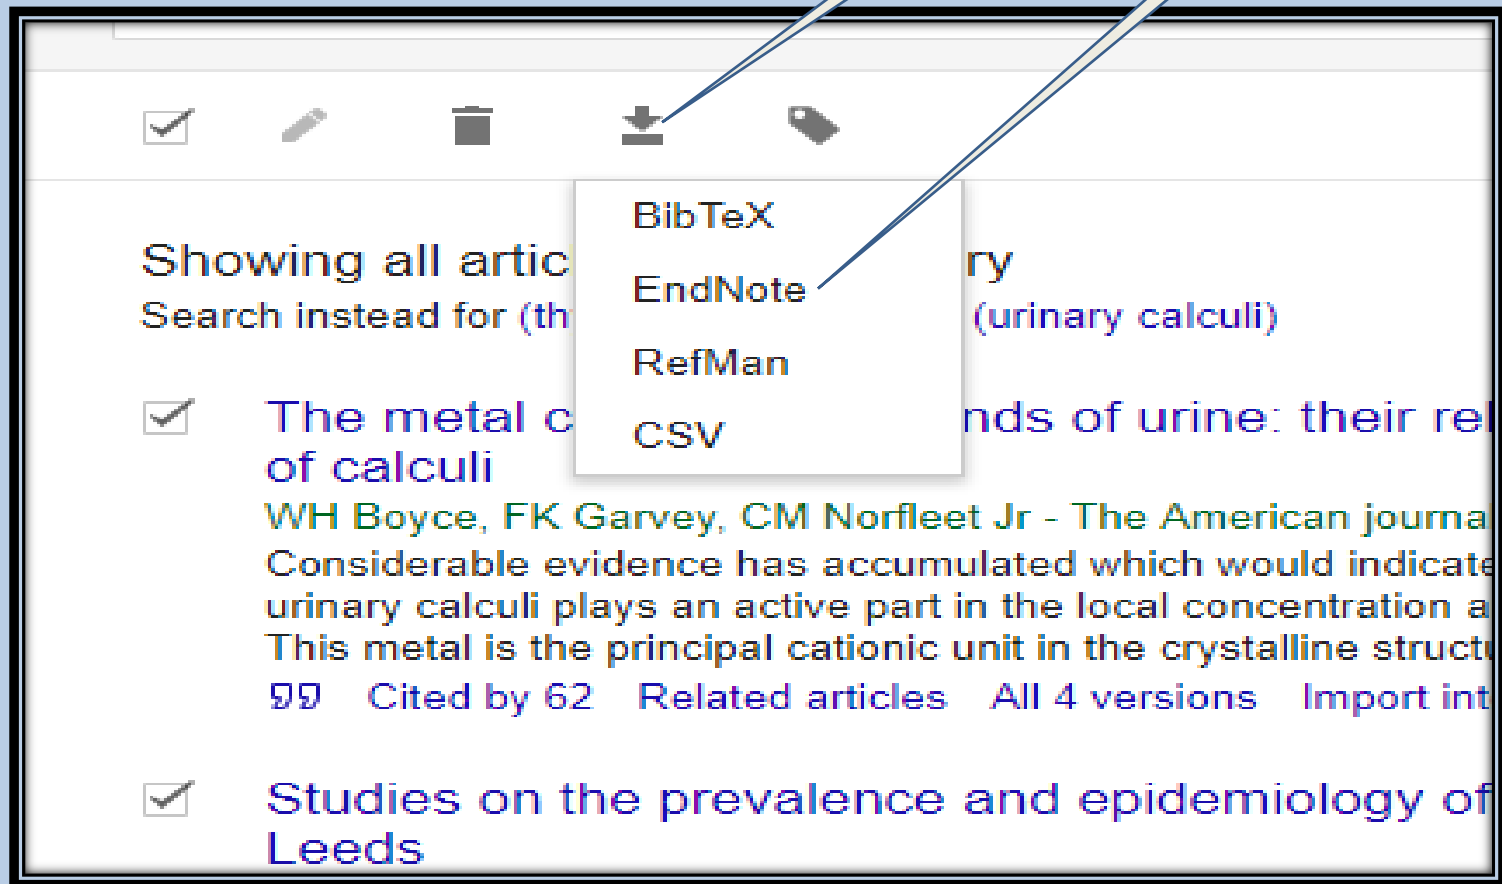 BibTeX
EndNote
RefMan
CSV
Showing all artic ry
Search instead for (th (urinary calculi)
The metal c nds of urine: their rel
of calculi
WH Boyce, FK Garvey, CM Norfleet Jr - The American journa
Considerable evidence has accumulated which would indicate
urinary calculi plays an active part in the local concentration a
This metal is the principal cationic unit in the crystalline struct
Cited by 62 Related articles All 4 versions Import int
Studies on the prevalence and epidemiology of
Leeds